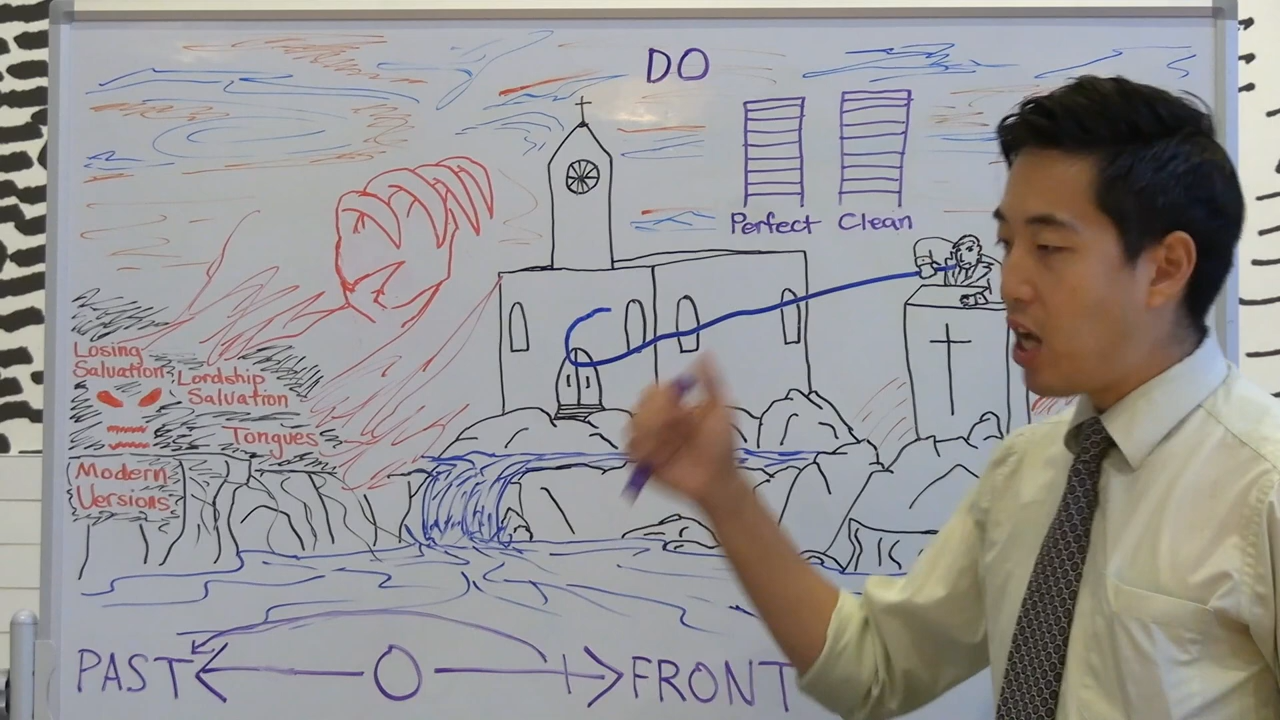 DO
Perfect Clean
Losing
Salvation
Lordship
Salvation
Tongues
Modern
Versions
PAST O FRONT